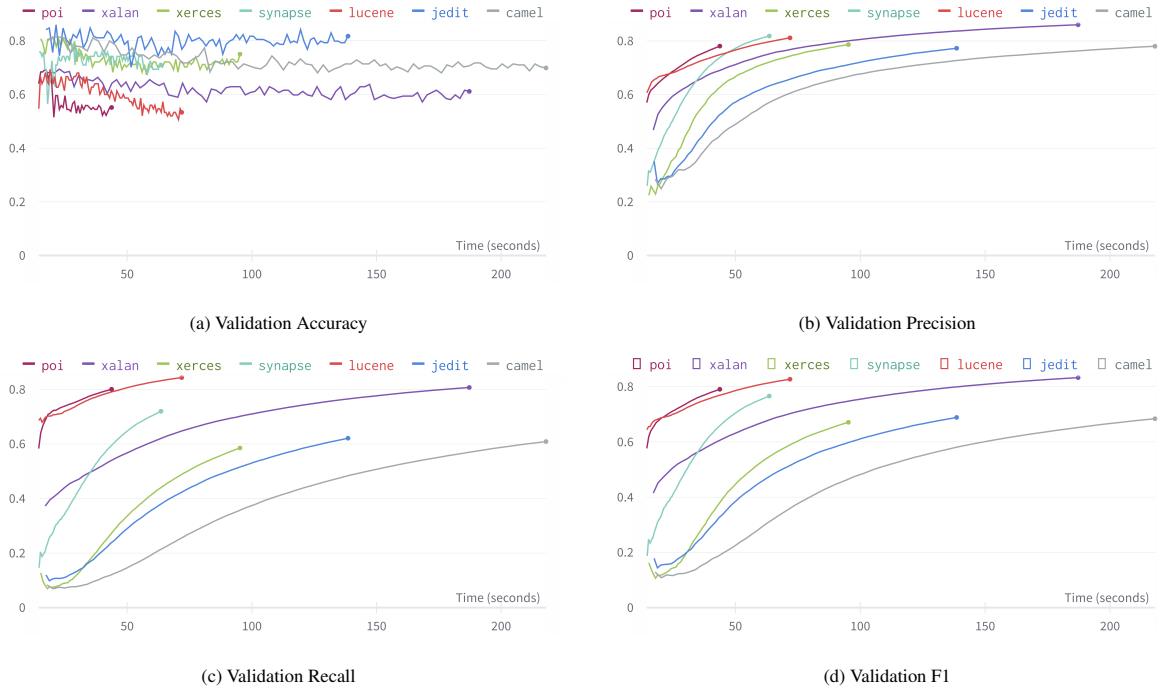 poi xalan xerces synapse lucene jedit camel
0.8
0.6
0.4
0.2
0
Time (seconds)
50 100 150 200
(a) Validation Accuracy
poi xalan xerces synapse lucene jedit camel
0.8
0.6
0.4
0.2
0
Time (seconds)
50 100 150 200
(b) Validation Precision
poi xalan xerces synapse lucene jedit camel
0.8
0.6
0.4
0.2
0
Time (seconds)
50 100 150 200
(c) Validation Recall
poi xalan xerces synapse lucene jedit camel
0.8
0.6
0.4
0.2
0
Time (seconds)
50 100 150 200
(d) Validation F1